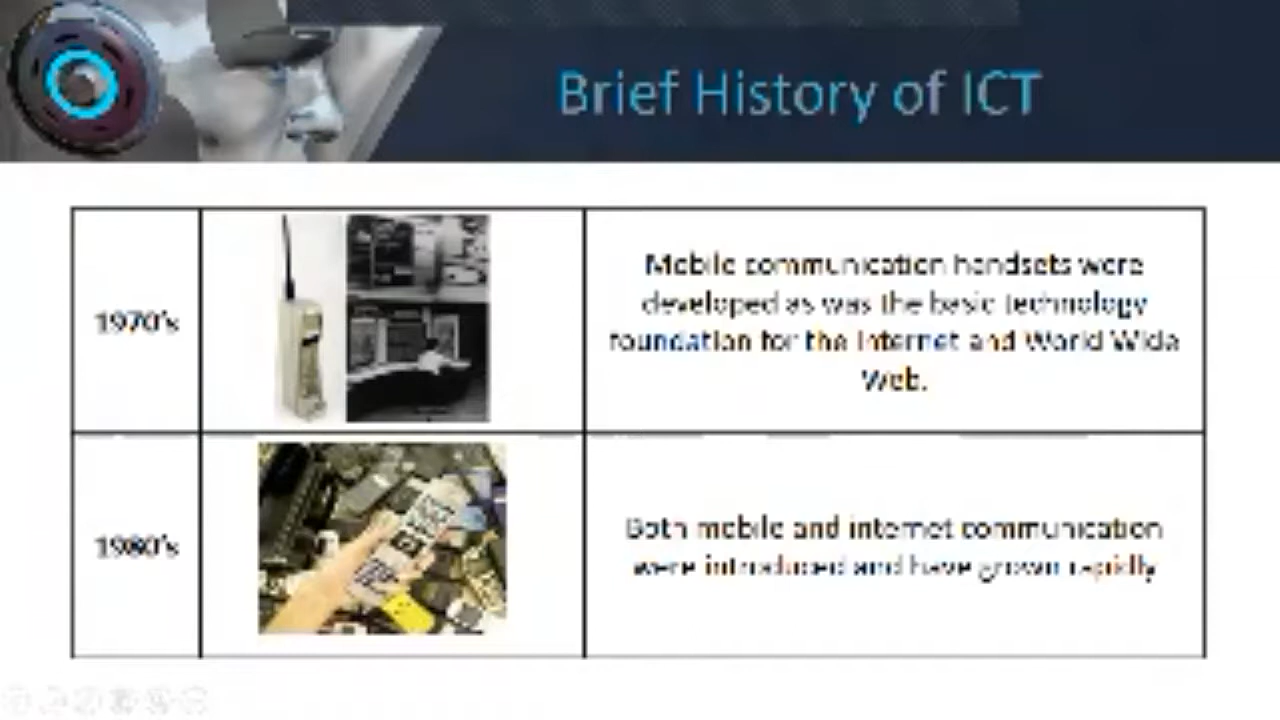 Brief History of ICT
1970's
Mobile communication handsets were
developed as was the basic technology
foundation for the Internet and World Wide
Web.
1980's
Both mobile and internet communication
were introduced and have grown rapidly